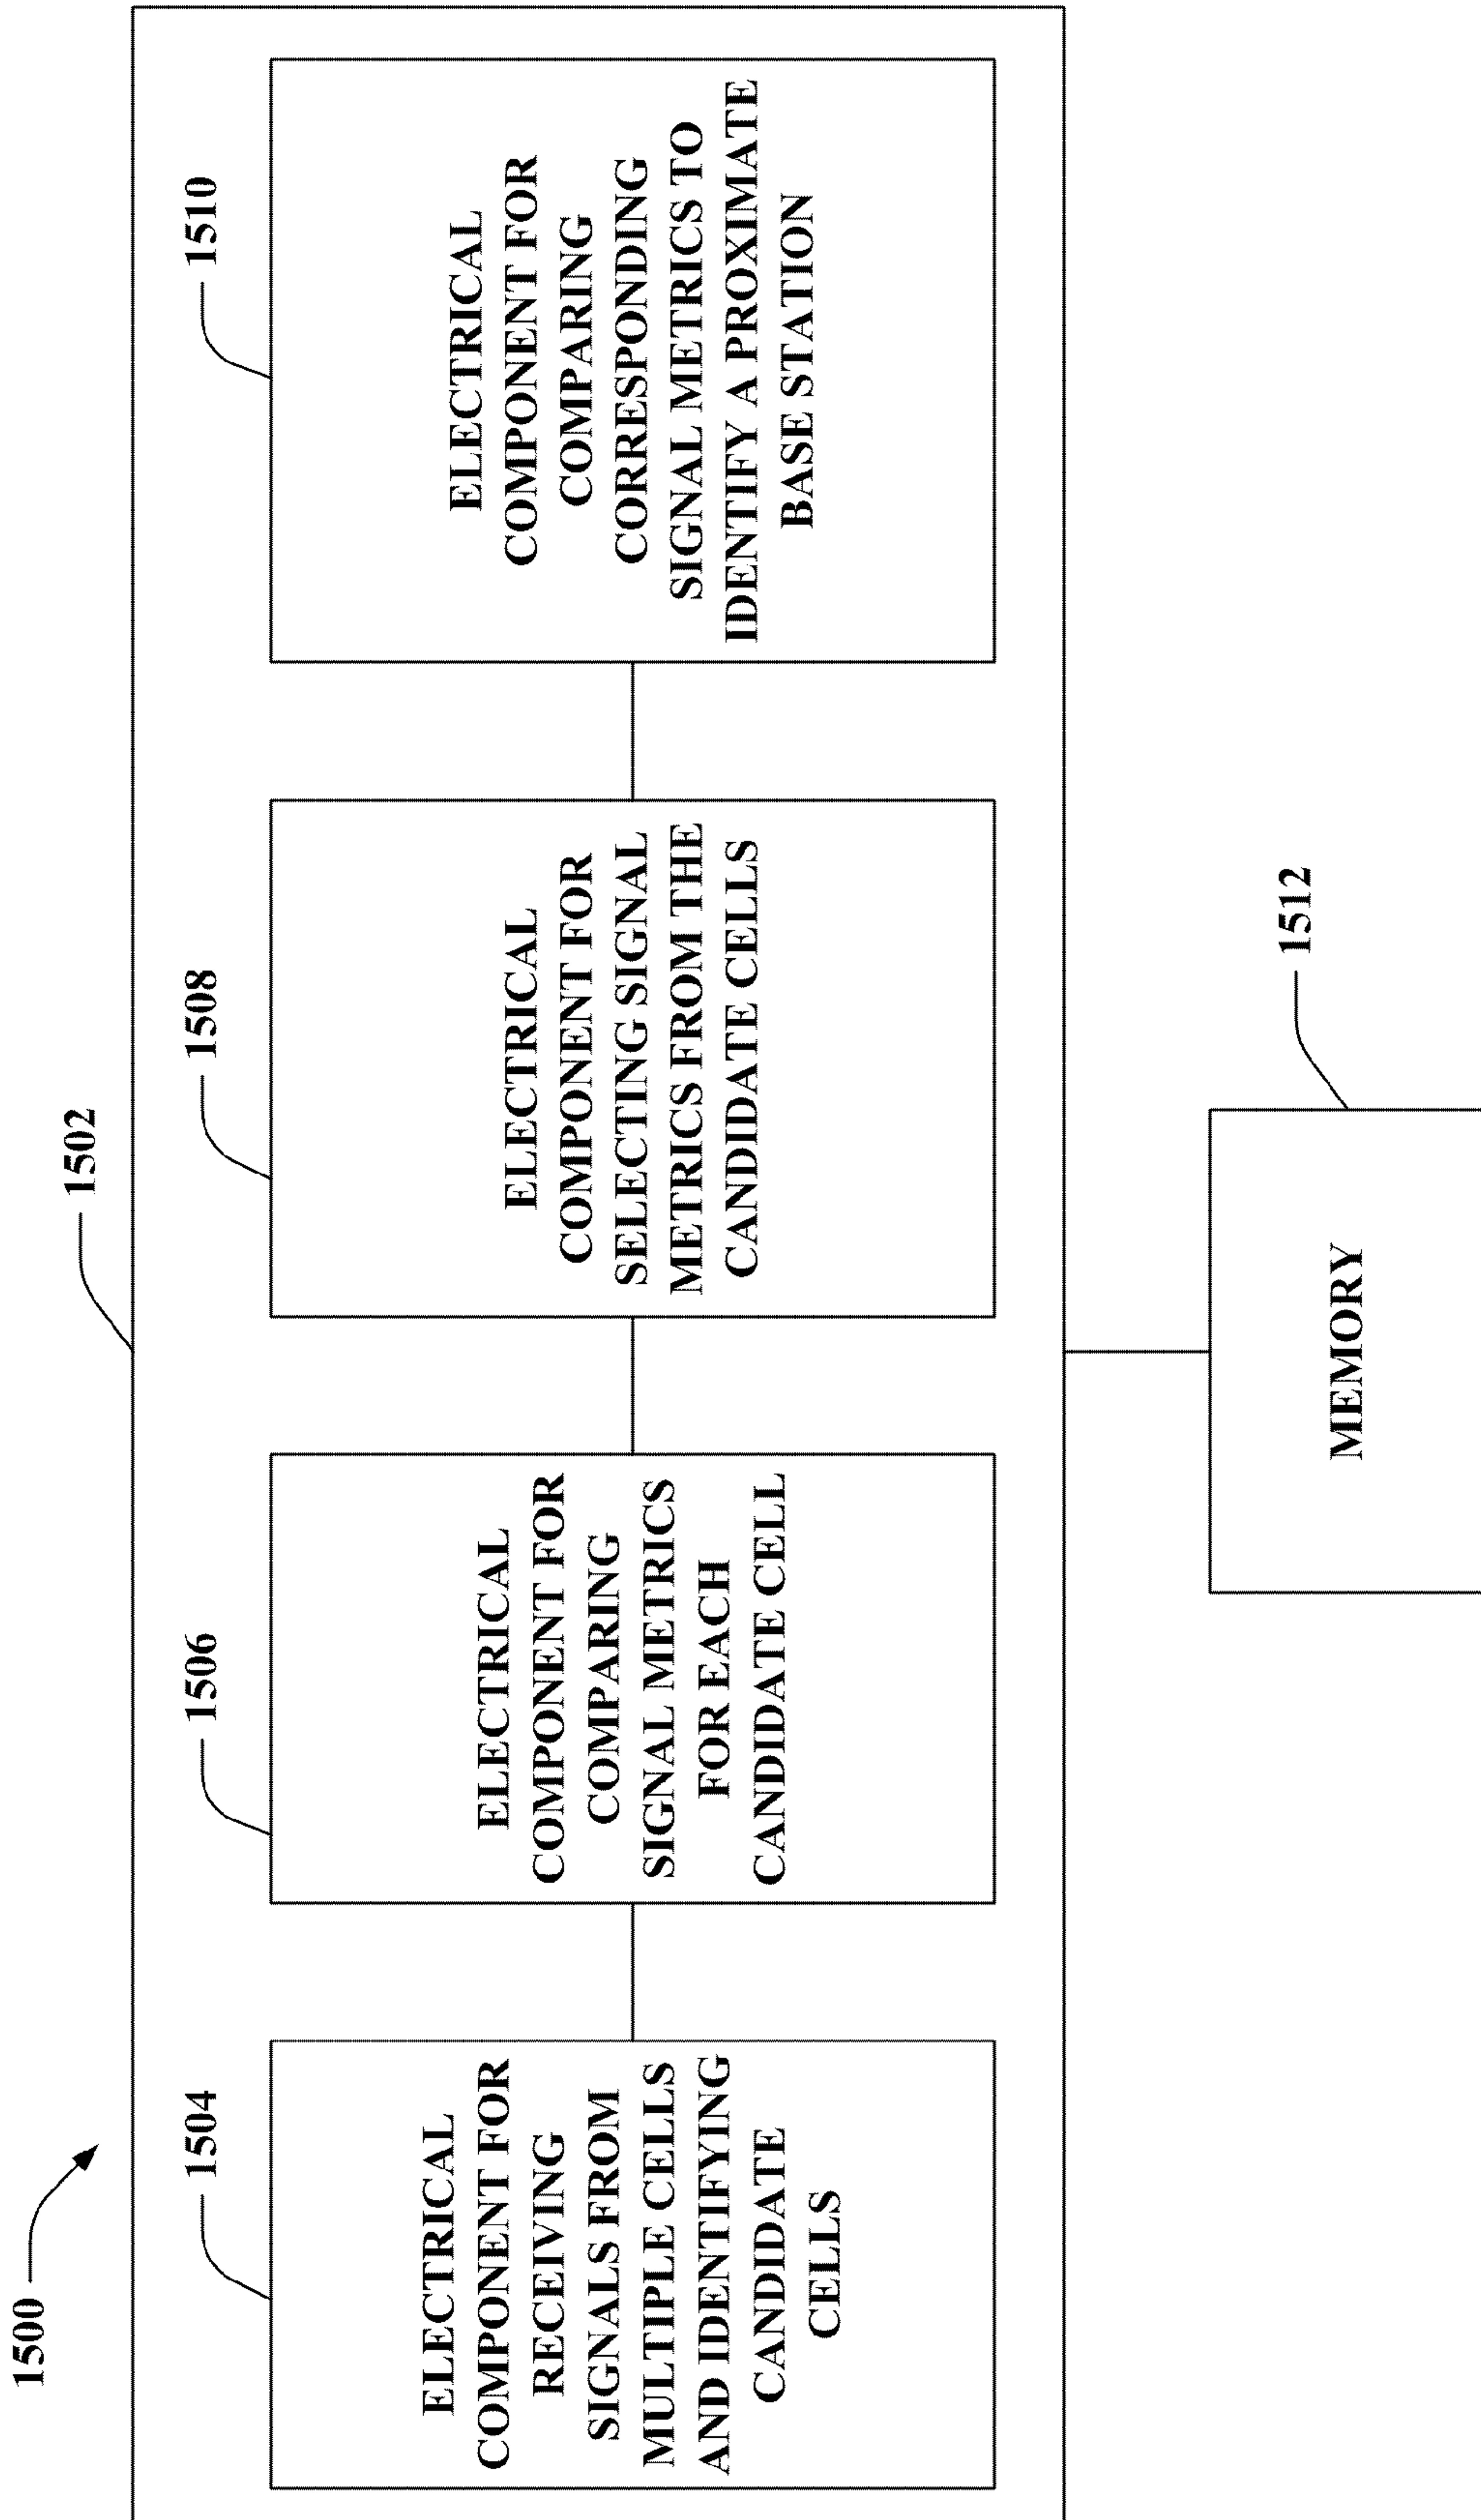 1500
1502
1504
ELECTRICAL
COMPONENT FOR
RECEIVING
SIGNALS FROM
MULTIPLE CELLS
AND IDENTIFYING
CANDIDATE
CELLS
1506
ELECTRICAL
COMPONENT FOR
COMPARING
SIGNAL METRICS
FOR EACH
CANDIDATE CELL
1508
ELECTRICAL
COMPONENT FOR
SELECTING SIGNAL
METRICS FROM THE
CANDIDATE CELLS
1510
ELECTRICAL
COMPONENT FOR
COMPARING
CORRESPONDING
SIGNAL METRICS TO
IDENTIFY A PROXIMATE
BASE STATION
1512
MEMORY